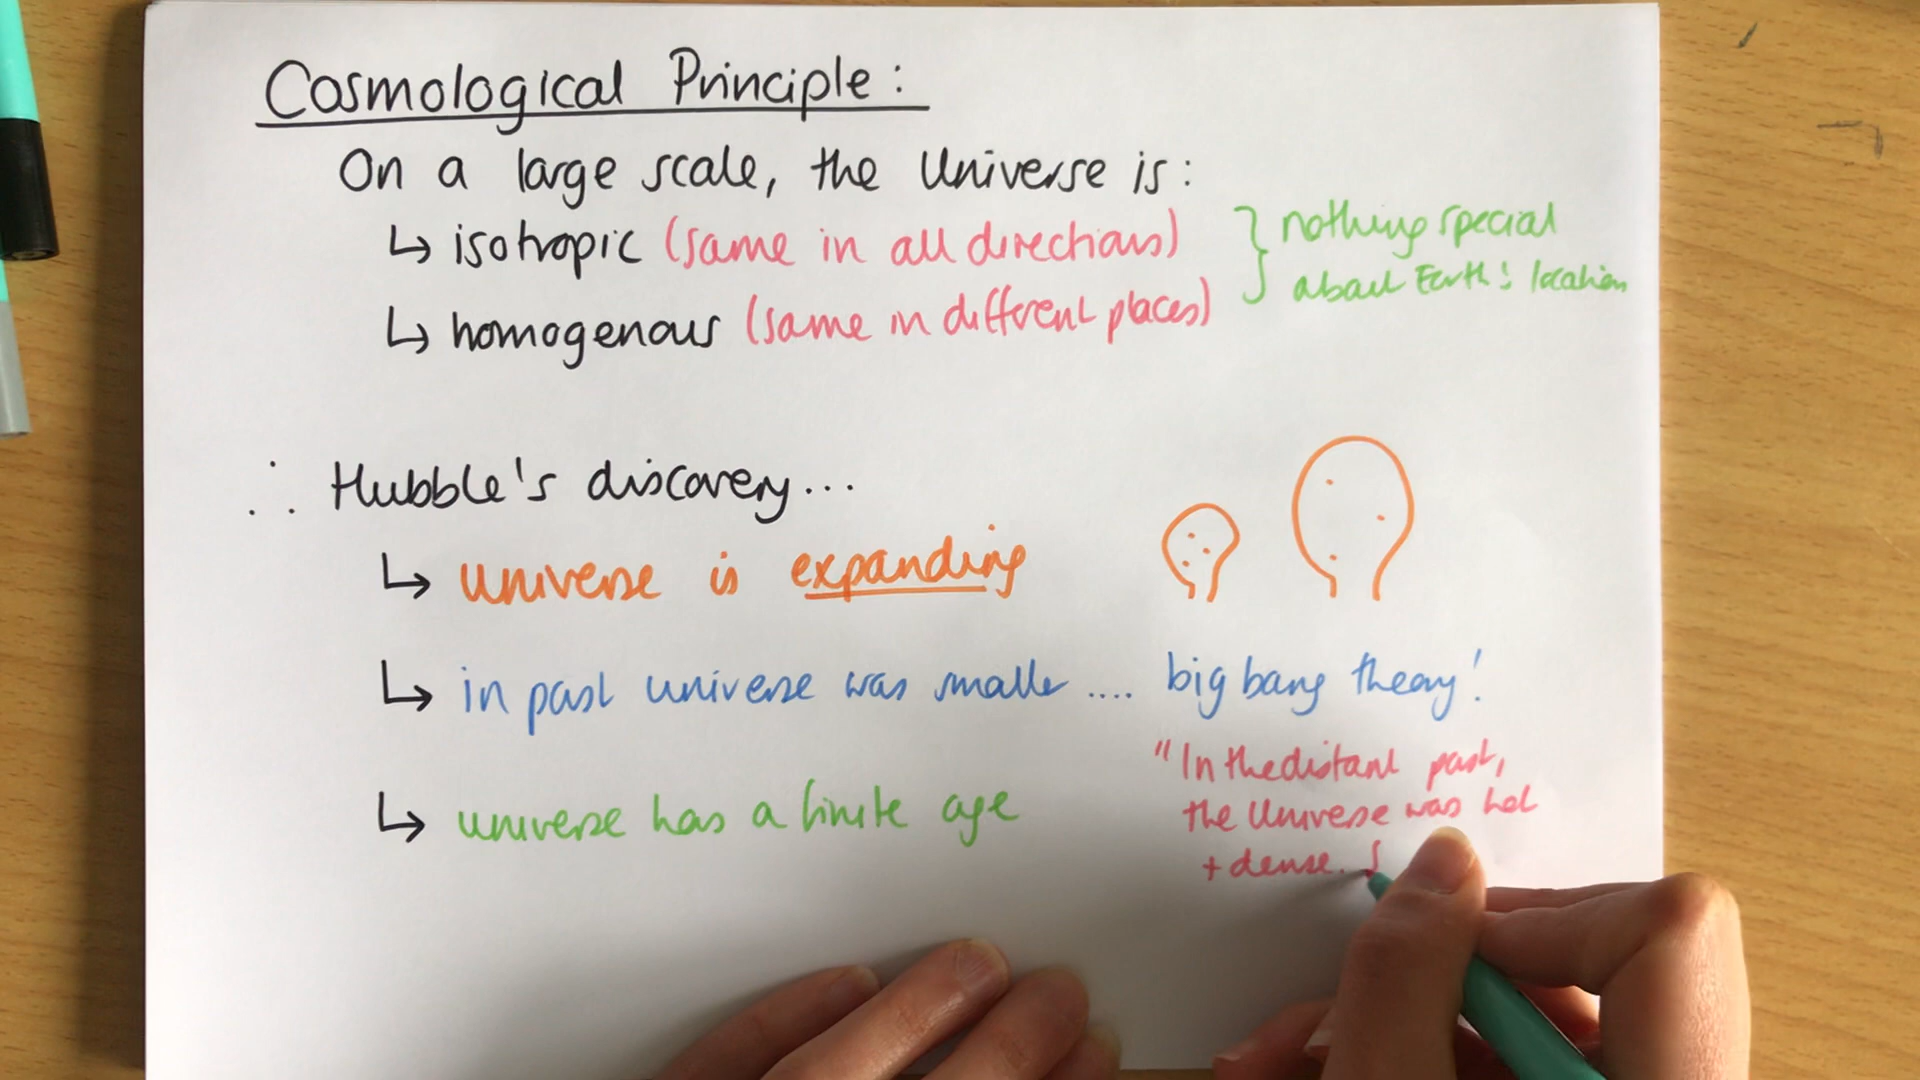 Cosmological Principle:
On a large scale, the Universe is:
↳ isotropic (same in all directions)
↳ homogenous (same in different places)
} nothing special
about Earth's location
∴ Hubble's discovery...
↳ universe is expanding
↳ in past universe was smaller .... big bang theory!
↳ universe has a finite age
"In the distant past,
the Universe was hot
+ dense.